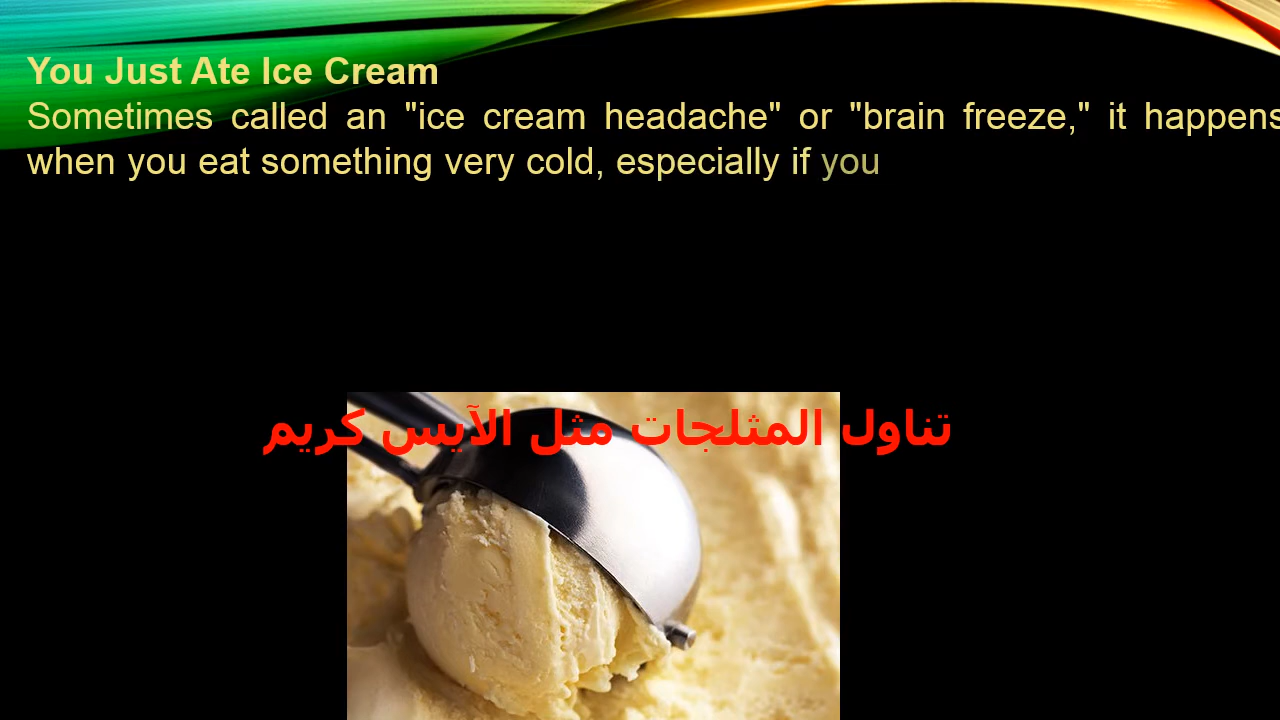 You Just Ate Ice Cream
Sometimes called an "ice cream headache" or "brain freeze," it happens
when you eat something very cold, especially if you
تناول المثلجات مثل الآيس كريم